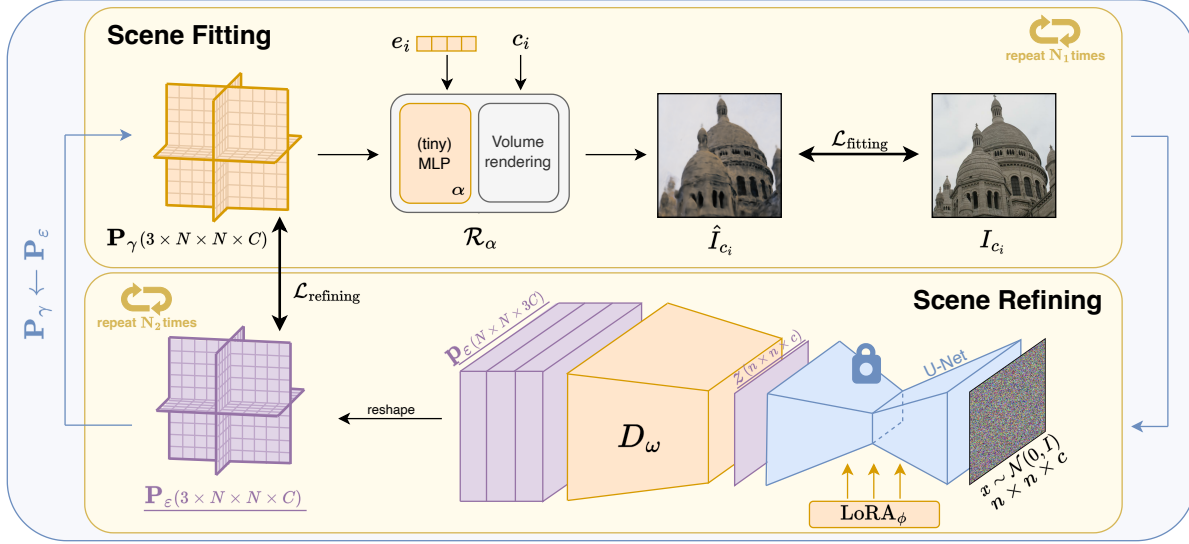 Scene Fitting
repeat N₁ times
e_i
c_i
(tiny)
MLP
α
Volume
rendering
𝓛_fitting
P_γ (3 × N × N × C)
𝓡_α
Î_{c_i}
I_{c_i}
P_γ ← P_ε
𝓛_refining
repeat N₂ times
Scene Refining
P_ε (N × N × 3C)
z (n × n × c)
U-Net
reshape
D_ω
x ∼ 𝒩(0, I)
n × n × c
P_ε (3 × N × N × C)
LoRA_ϕ